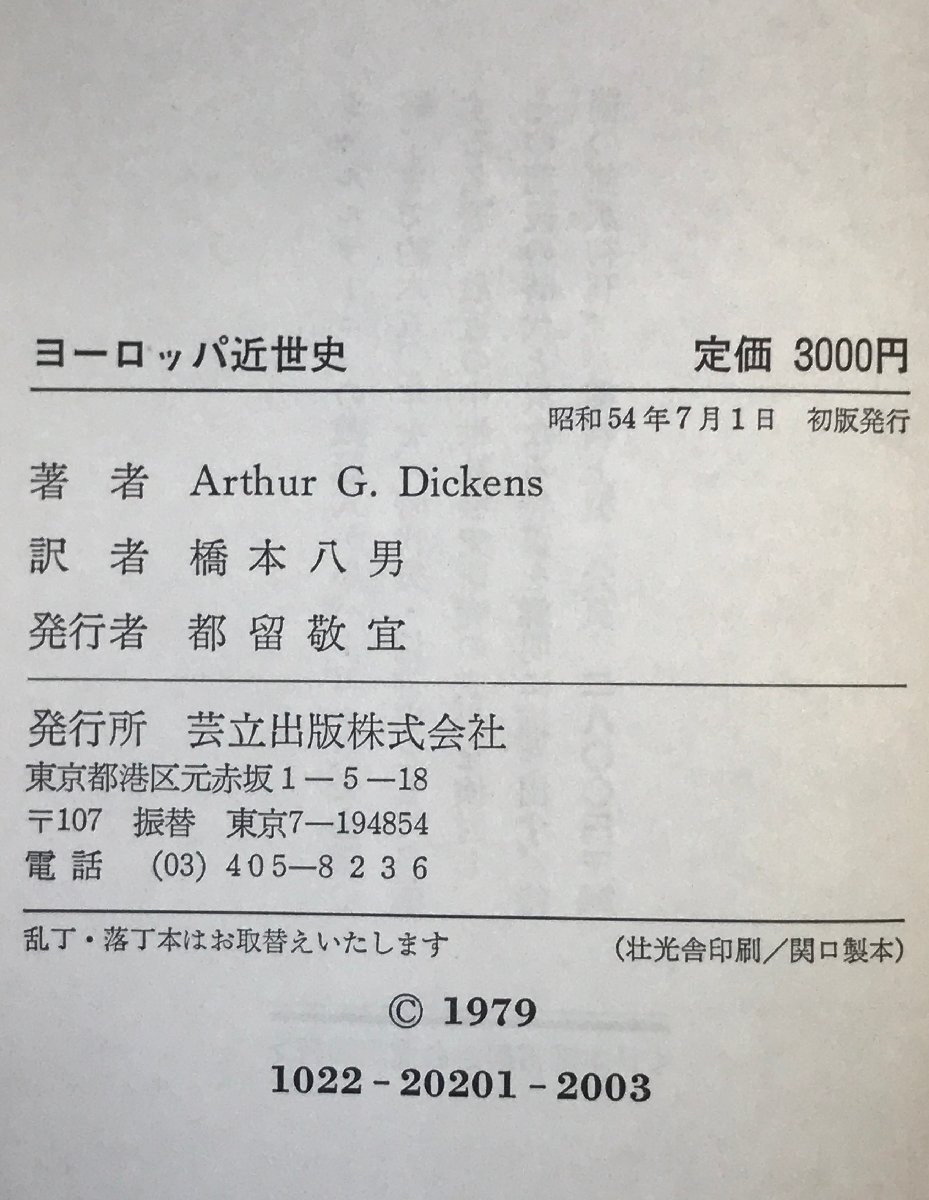 ヨーロッパ近世史 定価 3000円
昭和54年7月1日 初版発行
著者 Arthur G. Dickens
訳者 橋本八男
発行者 都留敬宜
発行所 芸立出版株式会社
東京都港区元赤坂1―5―18
〒107 振替 東京7―194854
電話 (03) 405―8236
乱丁・落丁本はお取替えいたします (壮光舎印刷／関口製本)
© 1979
1022-20201-2003